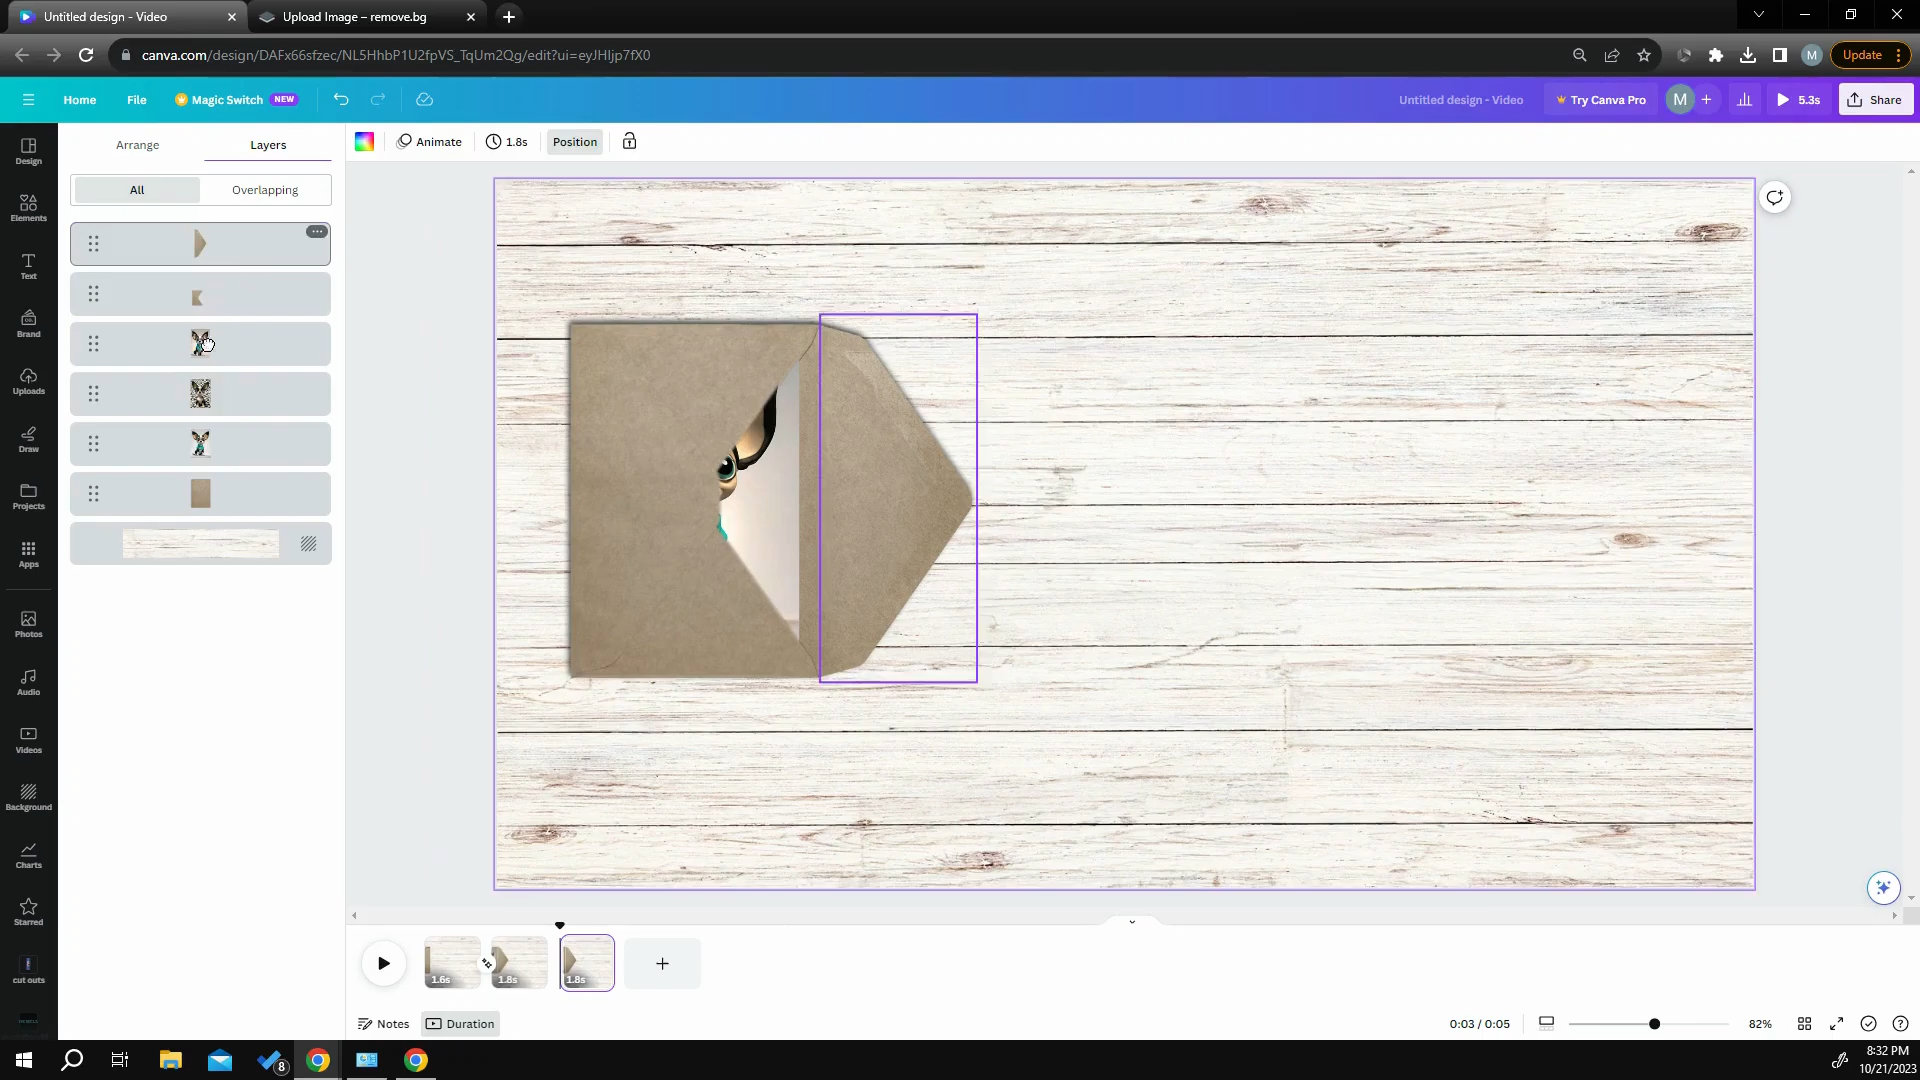 Untitled design - Video
Upload Image – remove.bg
canva.com/design/DAFx66sfzec/NL5HhbP1U2fpVS_TqUm2Qg/edit?ui=eyJHIjp7fX0
M
Update
Home
File
Magic Switch
NEW
Untitled design - Video
Try Canva Pro
M
5.3s
Share
Design
Elements
Text
Brand
Uploads
Draw
Projects
Apps
Photos
Audio
Videos
Background
Charts
Starred
cut outs
Arrange
Layers
All
Overlapping
Animate
1.8s
Position
1.6s
1.8s
1.8s
Notes
Duration
0:03 / 0:05
82%
8
8:32 PM
10/21/2023